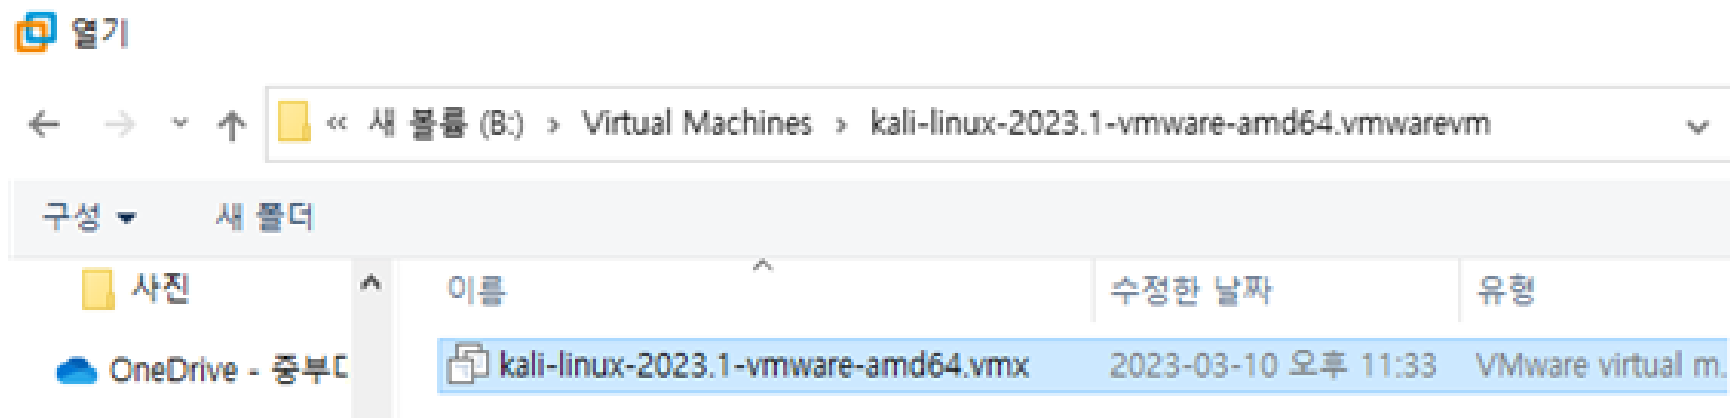 열기
« 새 볼륨 (B:) › Virtual Machines › kali-linux-2023.1-vmware-amd64.vmwarevm
구성 새 폴더
사진
이름 수정한 날짜 유형
OneDrive - 중부대
kali-linux-2023.1-vmware-amd64.vmx 2023-03-10 오후 11:33 VMware virtual m...